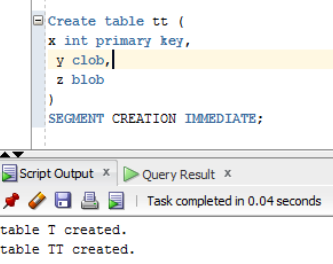 Create table tt (
x int primary key,
y clob,
z blob
)
SEGMENT CREATION IMMEDIATE;
Script Output x Query Result x
Task completed in 0.04 seconds
table T created.
table TT created.